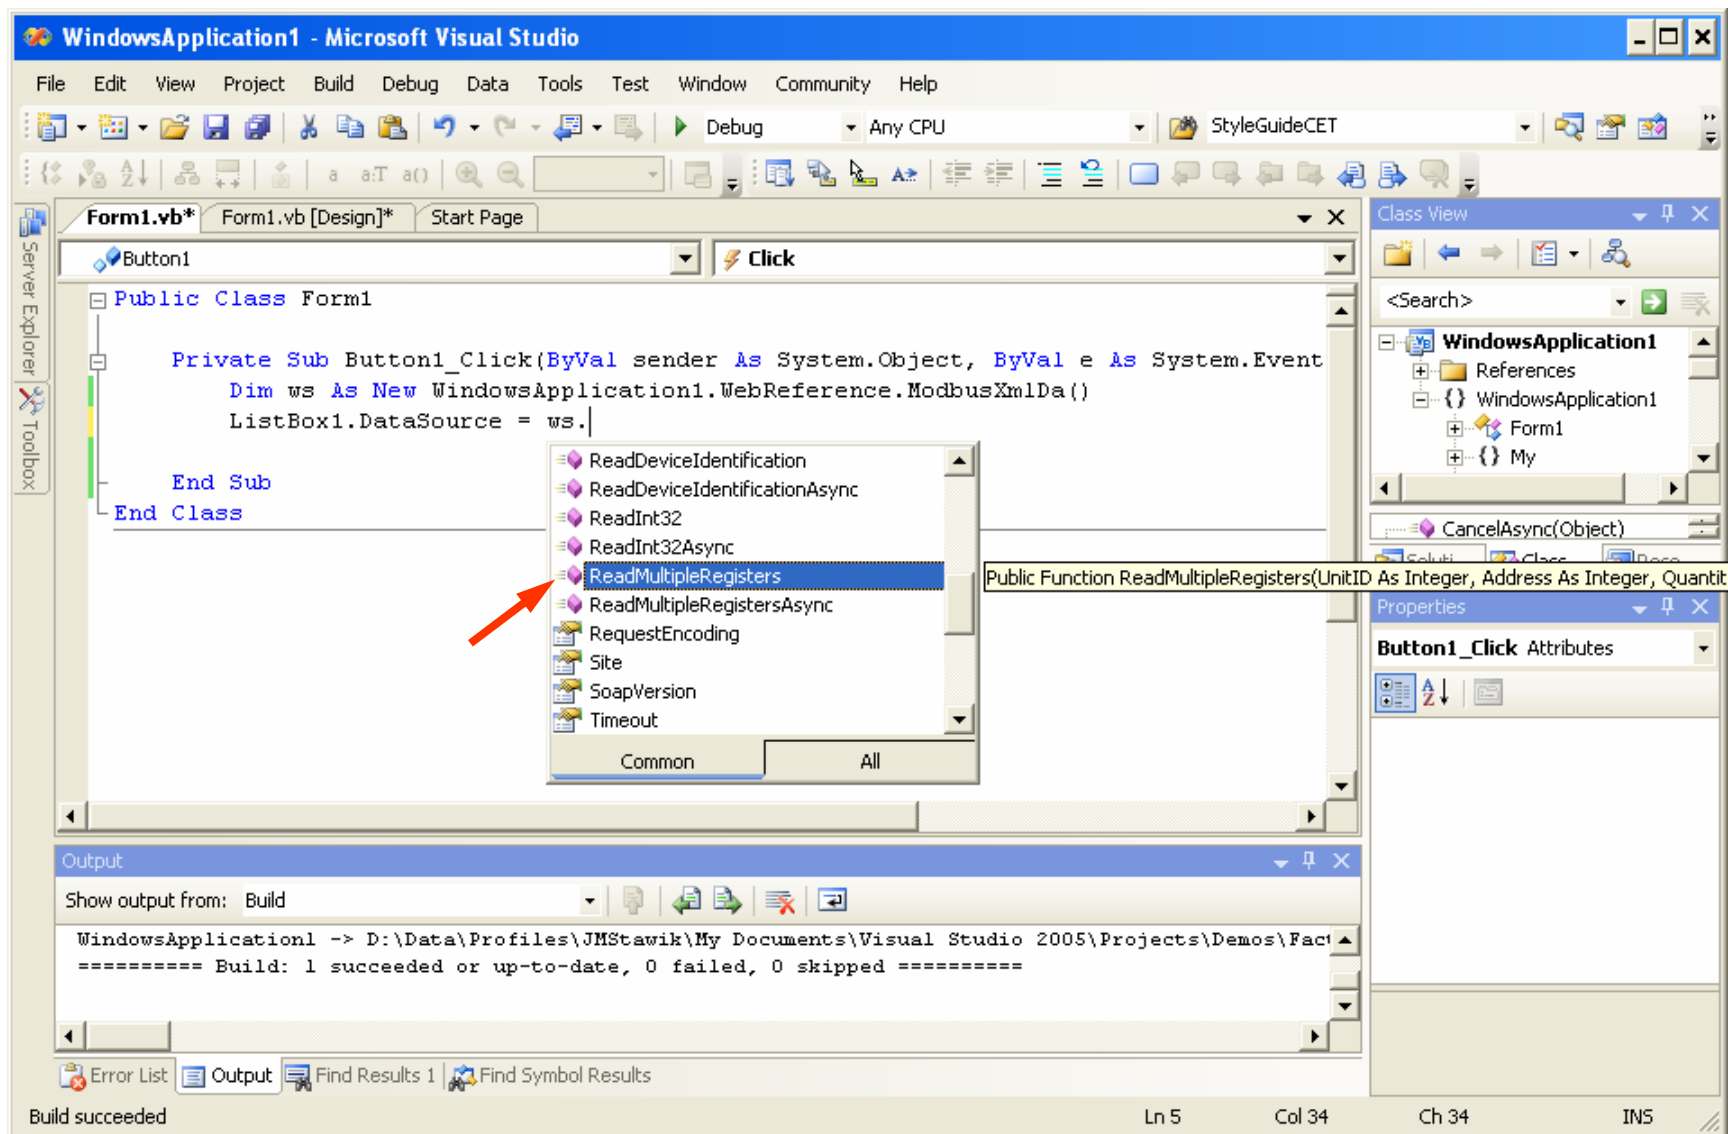 WindowsApplication1 - Microsoft Visual Studio
File Edit View Project Build Debug Data Tools Test Window Community Help
Debug Any CPU StyleGuideCET
a a:T a()
Form1.vb* Form1.vb [Design]* Start Page
Class View
Server Explorer
Toolbox
Button1 Click
<Search>
Public Class Form1
Private Sub Button1_Click(ByVal sender As System.Object, ByVal e As System.Event
Dim ws As New WindowsApplication1.WebReference.ModbusXmlDa()
ListBox1.DataSource = ws.
End Sub
End Class
ReadDeviceIdentification
ReadDeviceIdentificationAsync
ReadInt32
ReadInt32Async
ReadMultipleRegisters
ReadMultipleRegistersAsync
RequestEncoding
Site
SoapVersion
Timeout
Common All
Public Function ReadMultipleRegisters(UnitID As Integer, Address As Integer, Quantit
WindowsApplication1
References
{} WindowsApplication1
Form1
{} My
CancelAsync(Object)
Properties
Button1_Click Attributes
Output
Show output from: Build
WindowsApplication1 -> D:\Data\Profiles\JMStawik\My Documents\Visual Studio 2005\Projects\Demos\Fact
========== Build: 1 succeeded or up-to-date, 0 failed, 0 skipped ==========
Error List Output Find Results 1 Find Symbol Results
Build succeeded Ln 5 Col 34 Ch 34 INS